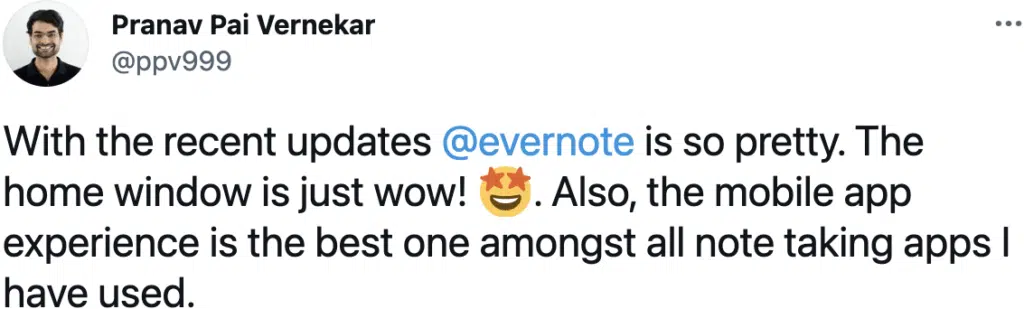 Pranav Pai Vernekar
@ppv999
With the recent updates @evernote is so pretty. The
home window is just wow! 🤩. Also, the mobile app
experience is the best one amongst all note taking apps I
have used.